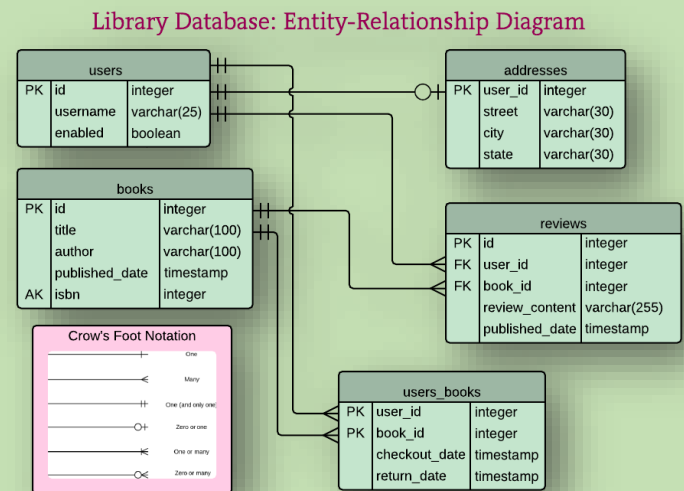 Library Database: Entity-Relationship Diagram
users
PK id integer
username varchar(25)
enabled boolean
addresses
PK user_id integer
street varchar(30)
city varchar(30)
state varchar(30)
books
PK id integer
title varchar(100)
author varchar(100)
published_date timestamp
AK isbn integer
reviews
PK id integer
FK user_id integer
FK book_id integer
review_content varchar(255)
published_date timestamp
Crow's Foot Notation
One
Many
One (and only one)
Zero or one
One or many
Zero or many
users_books
PK user_id integer
PK book_id integer
checkout_date timestamp
return_date timestamp